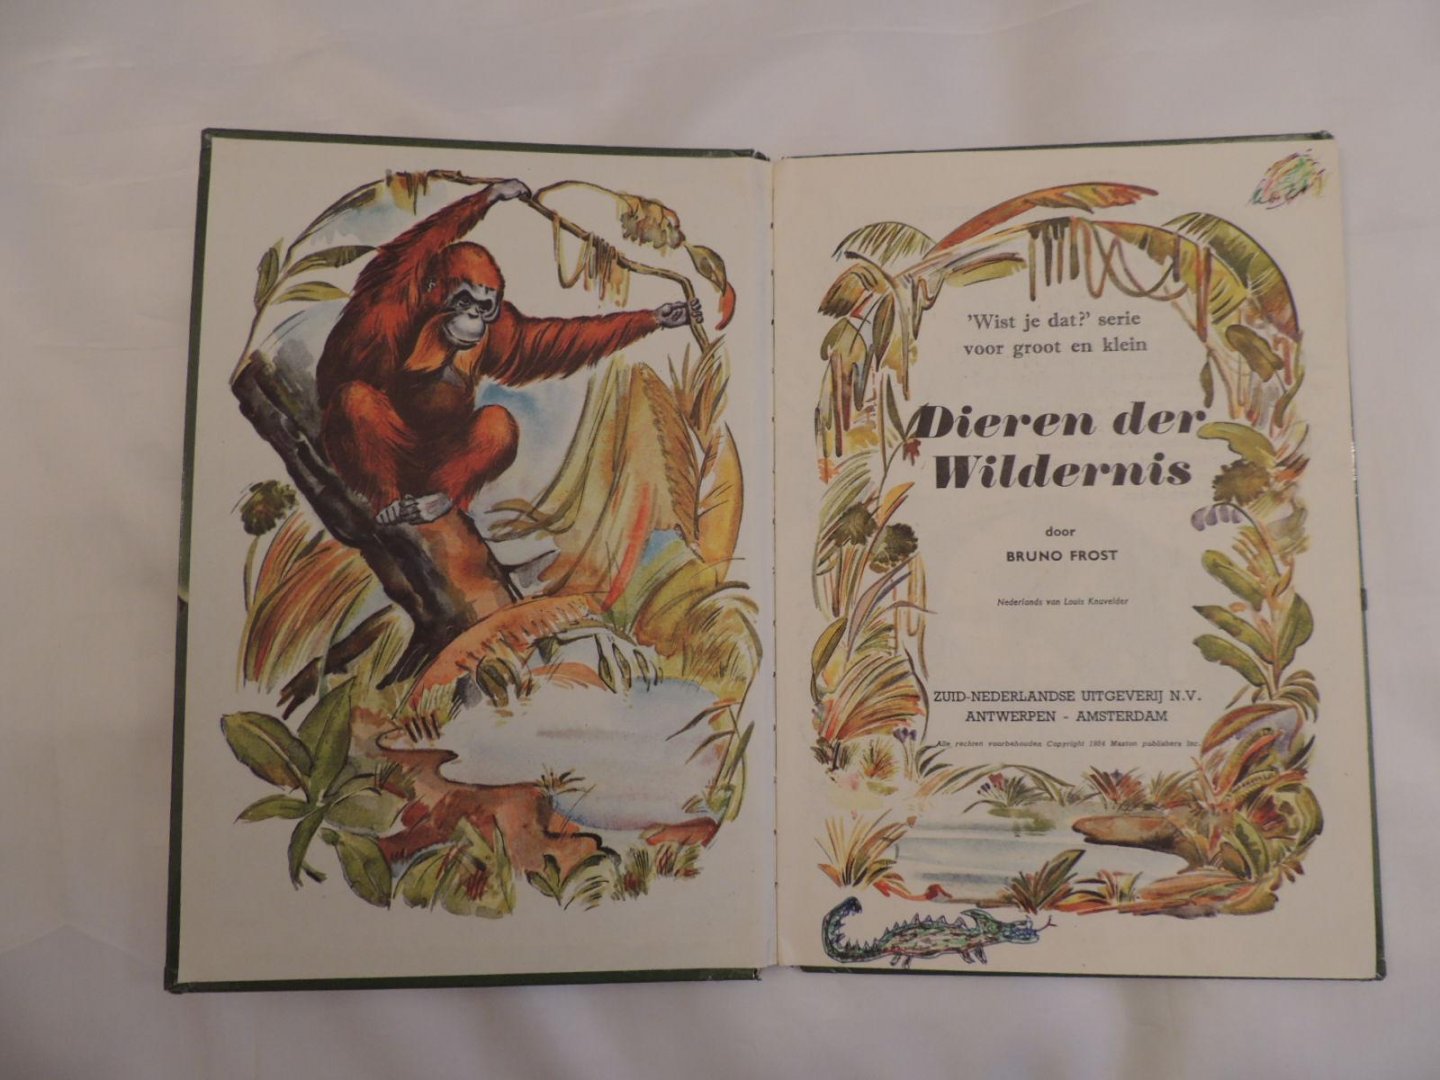 'Wist je dat?' serie
voor groot en klein
Dieren der
Wildernis
door
BRUNO FROST
Nederlands van Louis Knuvelder
ZUID-NEDERLANDSE UITGEVERIJ N.V.
ANTWERPEN - AMSTERDAM
Alle rechten voorbehouden Copyright 1954 Maxton publishers Inc.